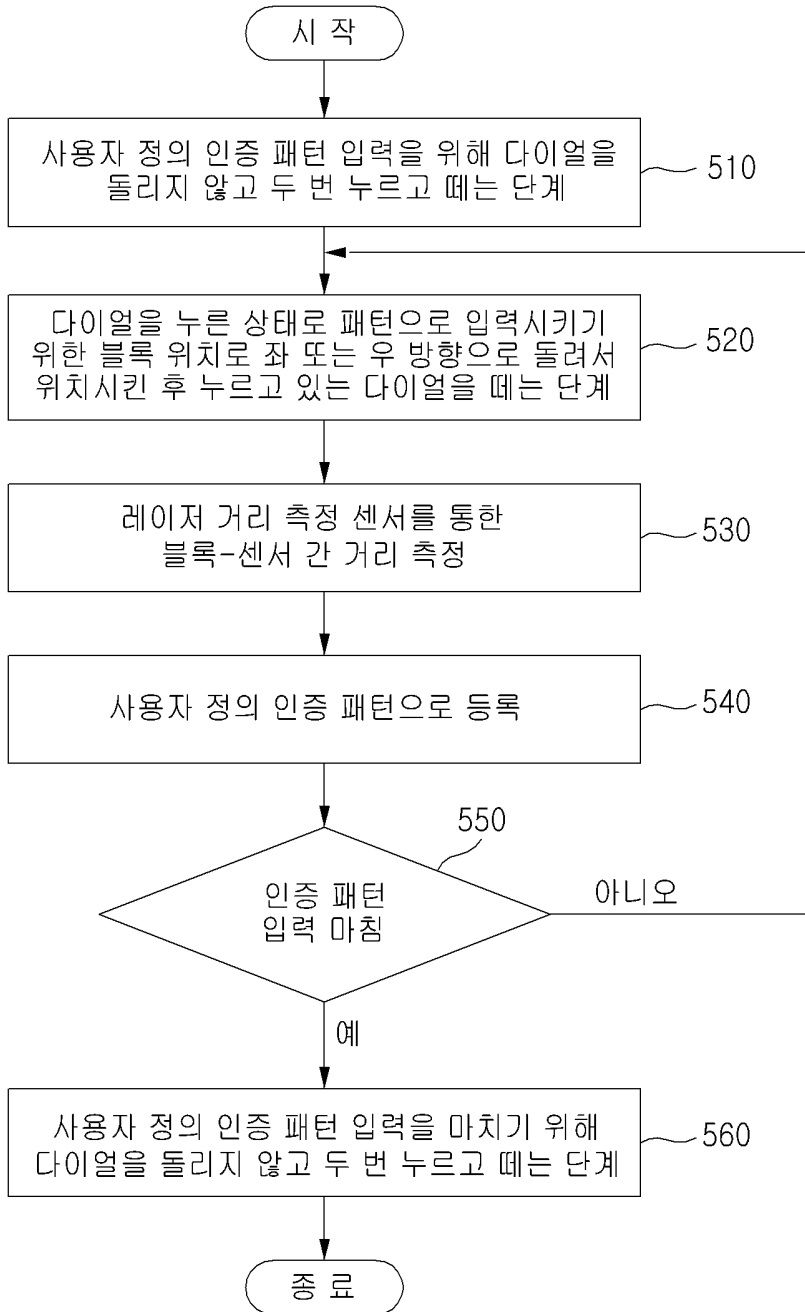 시 작
사용자 정의 인증 패턴 입력을 위해 다이얼을
돌리지 않고 두 번 누르고 떼는 단계
510
다이얼을 누른 상태로 패턴으로 입력시키기
위한 블록 위치로 좌 또는 우 방향으로 돌려서
위치시킨 후 누르고 있는 다이얼을 떼는 단계
520
레이저 거리 측정 센서를 통한
블록-센서 간 거리 측정
530
사용자 정의 인증 패턴으로 등록
540
550
인증 패턴
입력 마침
아니오
예
사용자 정의 인증 패턴 입력을 마치기 위해
다이얼을 돌리지 않고 두 번 누르고 떼는 단계
560
종 료